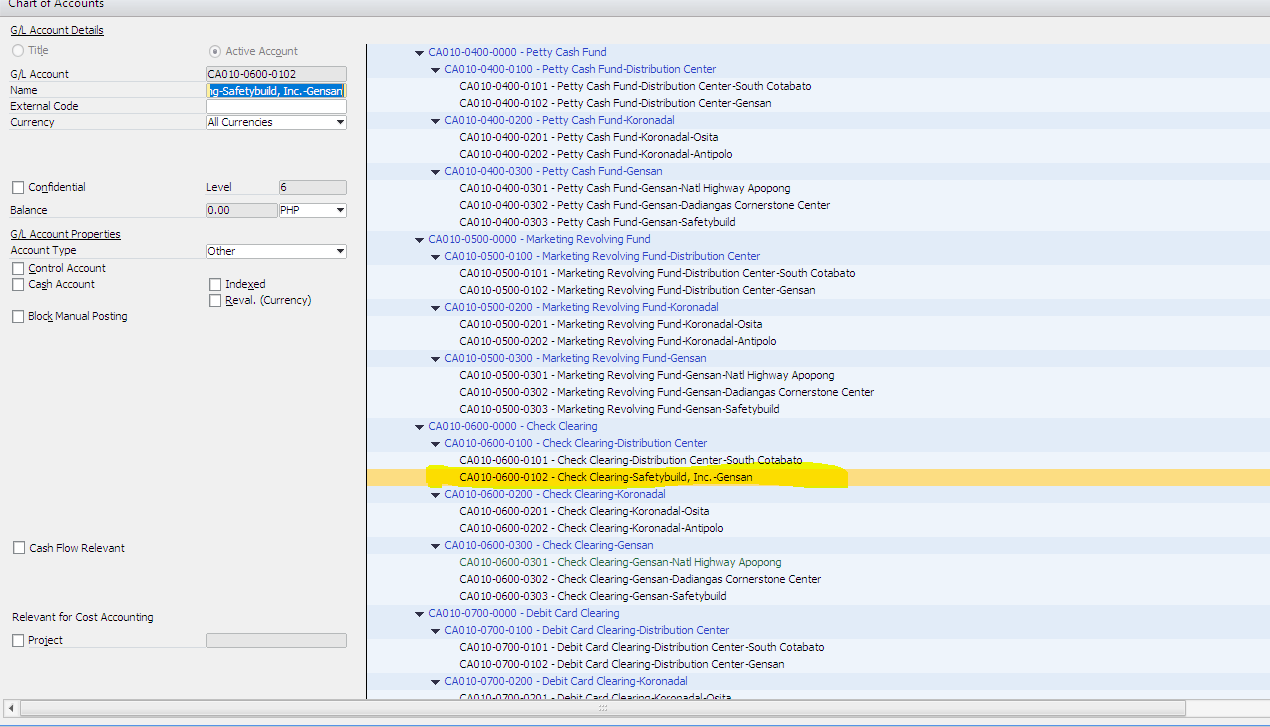 Chart of Accounts
G/L Account Details
Title
Active Account
G/L Account
CA010-0600-0102
Name
ng-Safetybuild, Inc.-Gensan
External Code
Currency
All Currencies
Confidential
Level
6
Balance
0.00
PHP
G/L Account Properties
Account Type
Other
Control Account
Cash Account
Indexed
Reval. (Currency)
Block Manual Posting
Cash Flow Relevant
Relevant for Cost Accounting
Project
CA010-0400-0000 - Petty Cash Fund
CA010-0400-0100 - Petty Cash Fund-Distribution Center
CA010-0400-0101 - Petty Cash Fund-Distribution Center-South Cotabato
CA010-0400-0102 - Petty Cash Fund-Distribution Center-Gensan
CA010-0400-0200 - Petty Cash Fund-Koronadal
CA010-0400-0201 - Petty Cash Fund-Koronadal-Osita
CA010-0400-0202 - Petty Cash Fund-Koronadal-Antipolo
CA010-0400-0300 - Petty Cash Fund-Gensan
CA010-0400-0301 - Petty Cash Fund-Gensan-Natl Highway Apopong
CA010-0400-0302 - Petty Cash Fund-Gensan-Dadiangas Cornerstone Center
CA010-0400-0303 - Petty Cash Fund-Gensan-Safetybuild
CA010-0500-0000 - Marketing Revolving Fund
CA010-0500-0100 - Marketing Revolving Fund-Distribution Center
CA010-0500-0101 - Marketing Revolving Fund-Distribution Center-South Cotabato
CA010-0500-0102 - Marketing Revolving Fund-Distribution Center-Gensan
CA010-0500-0200 - Marketing Revolving Fund-Koronadal
CA010-0500-0201 - Marketing Revolving Fund-Koronadal-Osita
CA010-0500-0202 - Marketing Revolving Fund-Koronadal-Antipolo
CA010-0500-0300 - Marketing Revolving Fund-Gensan
CA010-0500-0301 - Marketing Revolving Fund-Gensan-Natl Highway Apopong
CA010-0500-0302 - Marketing Revolving Fund-Gensan-Dadiangas Cornerstone Center
CA010-0500-0303 - Marketing Revolving Fund-Gensan-Safetybuild
CA010-0600-0000 - Check Clearing
CA010-0600-0100 - Check Clearing-Distribution Center
CA010-0600-0101 - Check Clearing-Distribution Center-South Cotabato
CA010-0600-0102 - Check Clearing-Safetybuild, Inc.-Gensan
CA010-0600-0200 - Check Clearing-Koronadal
CA010-0600-0201 - Check Clearing-Koronadal-Osita
CA010-0600-0202 - Check Clearing-Koronadal-Antipolo
CA010-0600-0300 - Check Clearing-Gensan
CA010-0600-0301 - Check Clearing-Gensan-Natl Highway Apopong
CA010-0600-0302 - Check Clearing-Gensan-Dadiangas Cornerstone Center
CA010-0600-0303 - Check Clearing-Gensan-Safetybuild
CA010-0700-0000 - Debit Card Clearing
CA010-0700-0100 - Debit Card Clearing-Distribution Center
CA010-0700-0101 - Debit Card Clearing-Distribution Center-South Cotabato
CA010-0700-0102 - Debit Card Clearing-Distribution Center-Gensan
CA010-0700-0200 - Debit Card Clearing-Koronadal
CA010-0700-0201 - Debit Card Clearing-Koronadal-Osita